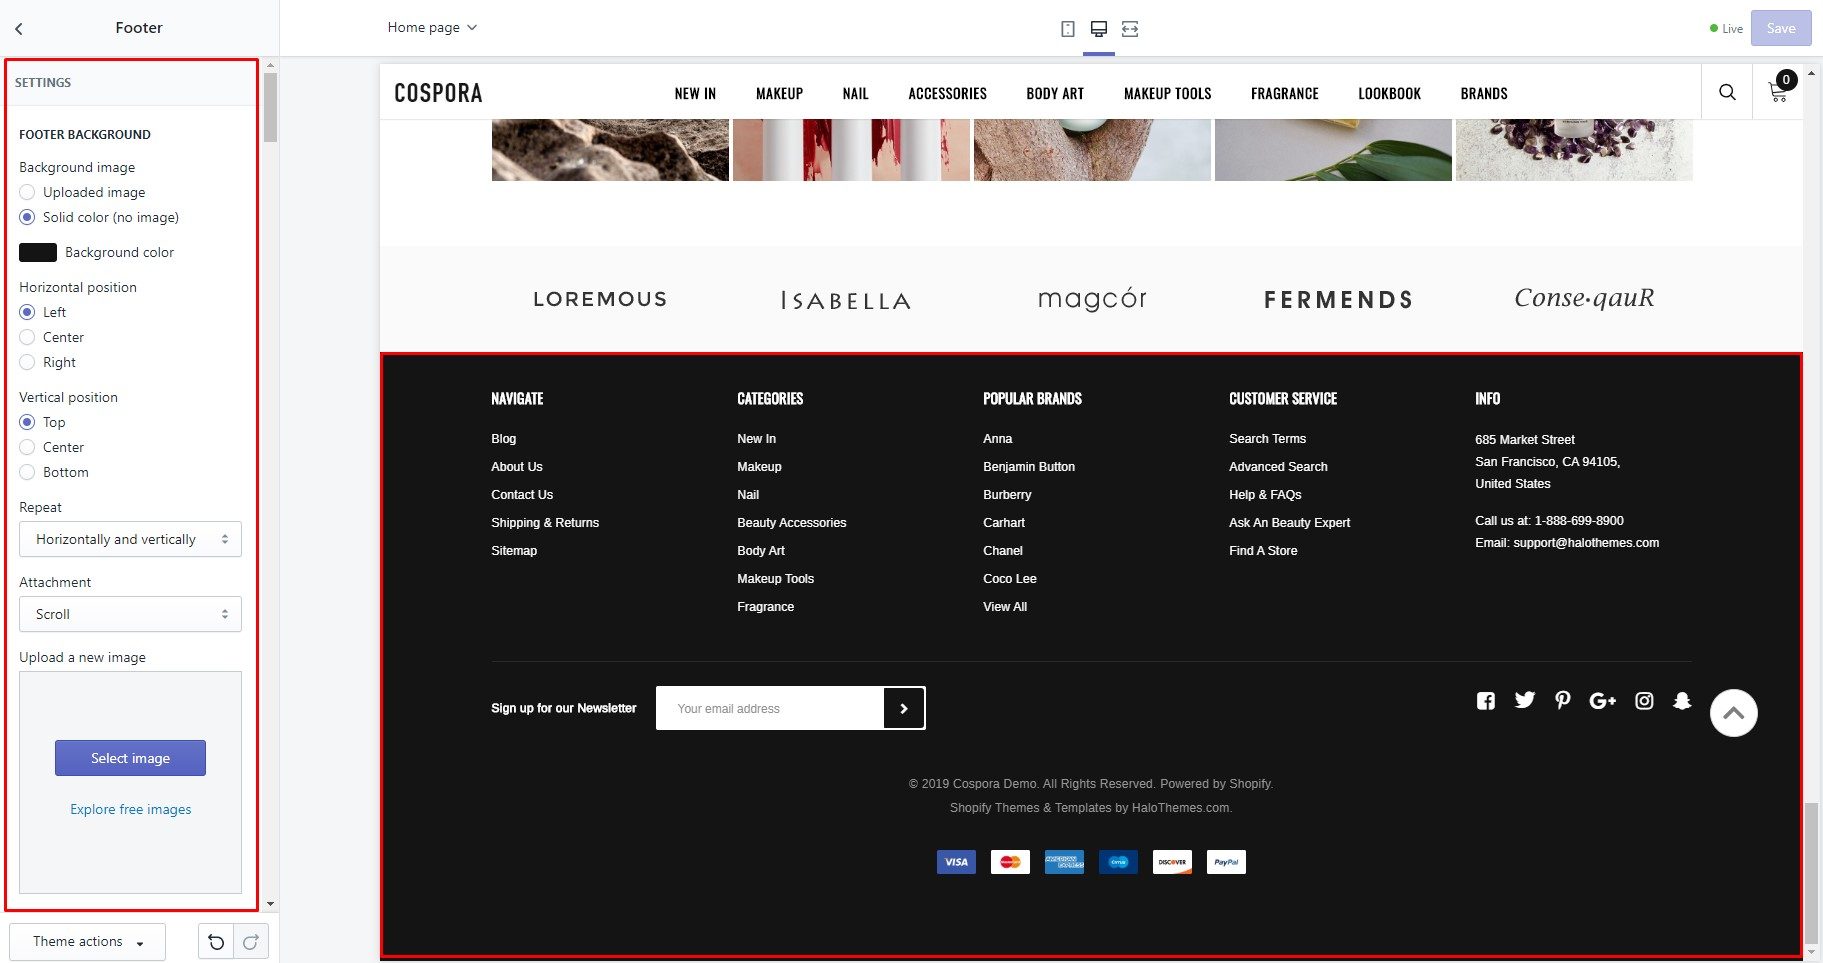 Footer
Home page
Live
Save
SETTINGS
FOOTER BACKGROUND
Background image
Uploaded image
Solid color (no image)
Background color
Horizontal position
Left
Center
Right
Vertical position
Top
Center
Bottom
Repeat
Horizontally and vertically
Attachment
Scroll
Upload a new image
Select image
Explore free images
Theme actions
COSPORA
NEW IN MAKEUP NAIL ACCESSORIES BODY ART MAKEUP TOOLS FRAGRANCE LOOKBOOK BRANDS
0
LOREMOUS ISABELLA magcór FERMENDS Conse·qauR
NAVIGATE
Blog
About Us
Contact Us
Shipping & Returns
Sitemap
CATEGORIES
New In
Makeup
Nail
Beauty Accessories
Body Art
Makeup Tools
Fragrance
POPULAR BRANDS
Anna
Benjamin Button
Burberry
Carhart
Chanel
Coco Lee
View All
CUSTOMER SERVICE
Search Terms
Advanced Search
Help & FAQs
Ask An Beauty Expert
Find A Store
INFO
685 Market Street
San Francisco, CA 94105,
United States
Call us at: 1-888-699-8900
Email: support@halothemes.com
Sign up for our Newsletter
Your email address
© 2019 Cospora Demo. All Rights Reserved. Powered by Shopify.
Shopify Themes & Templates by HaloThemes.com.
VISA
AMERICAN EXPRESS
Cirrus
DISCOVER
PayPal